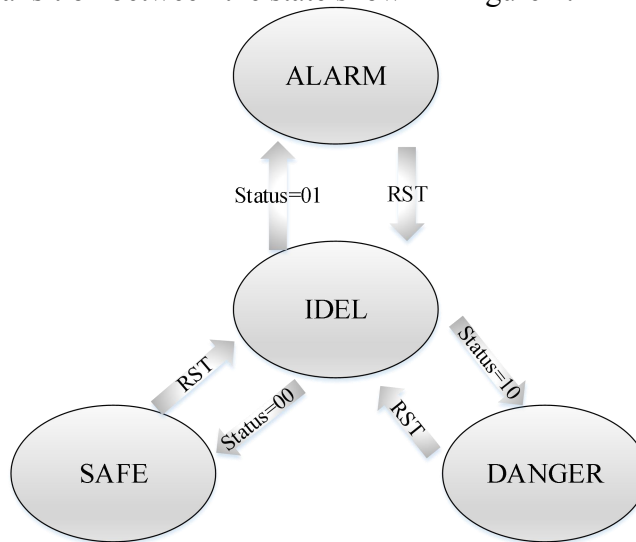 ALARM
Status=01
RST
IDEL
RST
Status=00
Status=10
RST
SAFE
DANGER